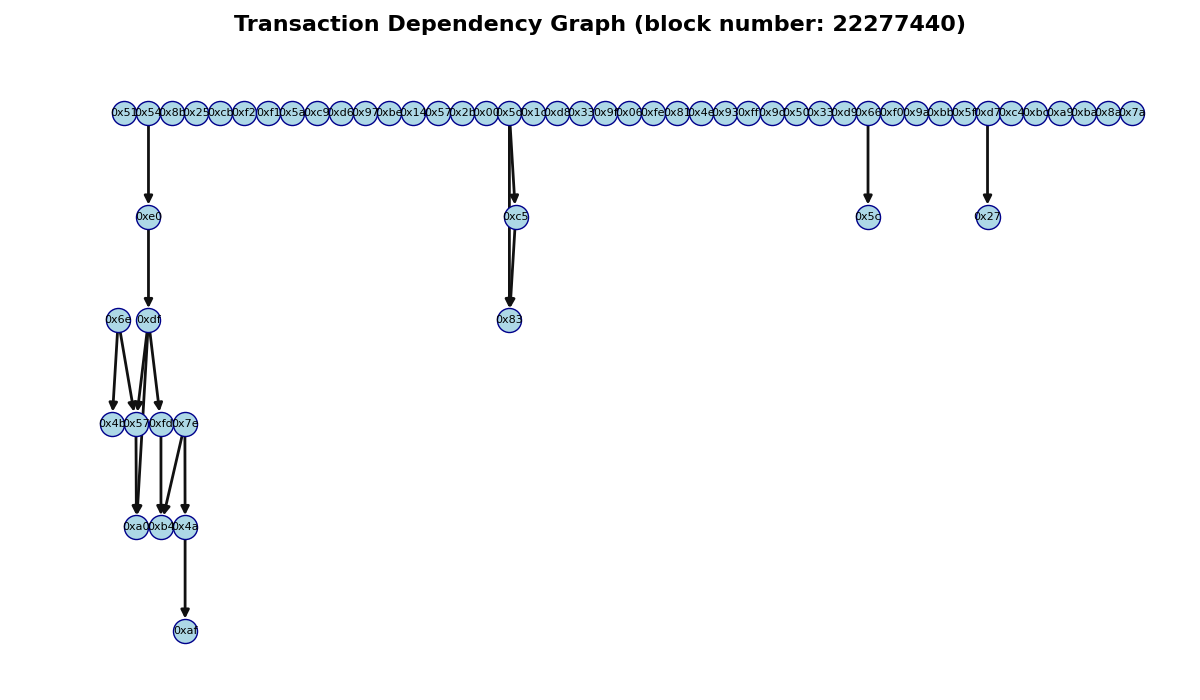 Transaction Dependency Graph (block number: 22277440)
0x51 0x54 0x8b 0x25 0xcb 0xf2 0xf1 0x5a 0xc9 0xd6 0x97 0xbe 0x14 0x57 0x2b 0x00 0x5d 0x1c 0xd8 0x33 0x9f 0x06 0xfe 0x81 0x4e 0x93 0xff 0x9c 0x50 0x33 0xd9 0x66 0xf0 0x9a 0xbb 0x5f 0xd7 0xc4 0xa9 0xba 0x8a 0x7a
0xe0 0xc5 0x5c 0x27
0x6e 0xdf 0x83
0x4b 0x57 0xfd 0x7e
0xa0 0xb4 0x4a
0xaf